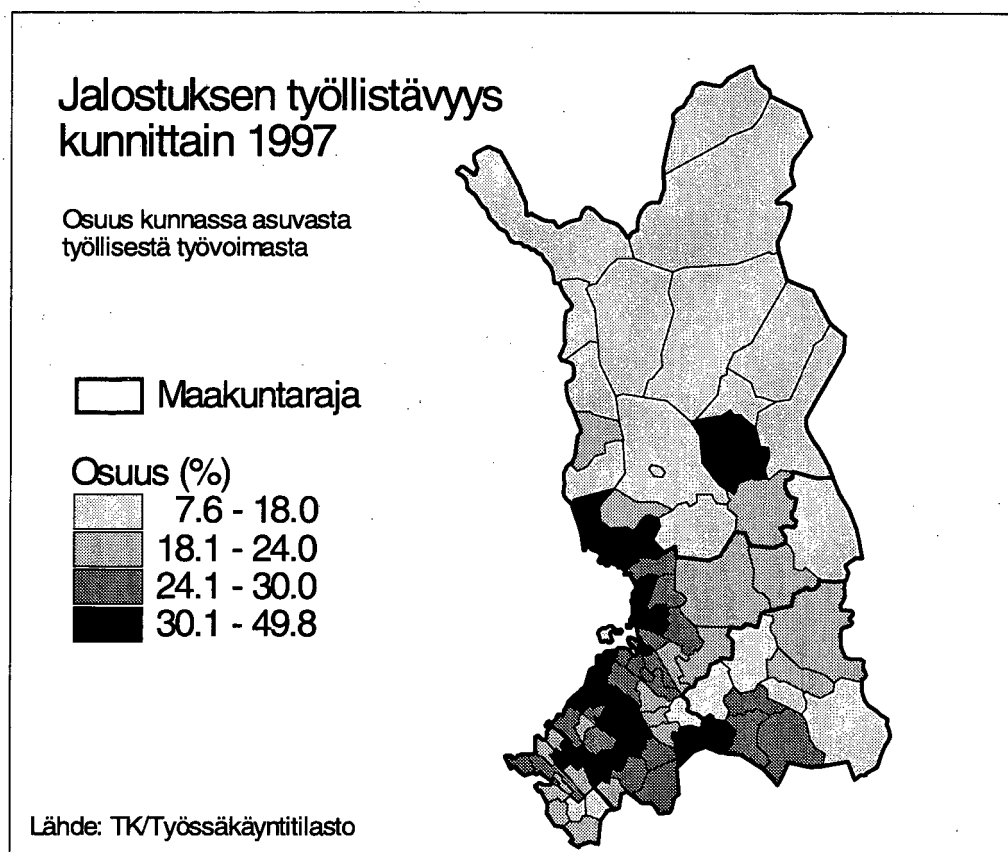 Jalostuksen työllistävyys
kunnittain 1997
Osuus kunnassa asuvasta
työllisestä työvoimasta
Maakuntaraja
Osuus (%)
7.6 - 18.0
18.1 - 24.0
24.1 - 30.0
30.1 - 49.8
Lähde: TK/Työssäkäyntitilasto